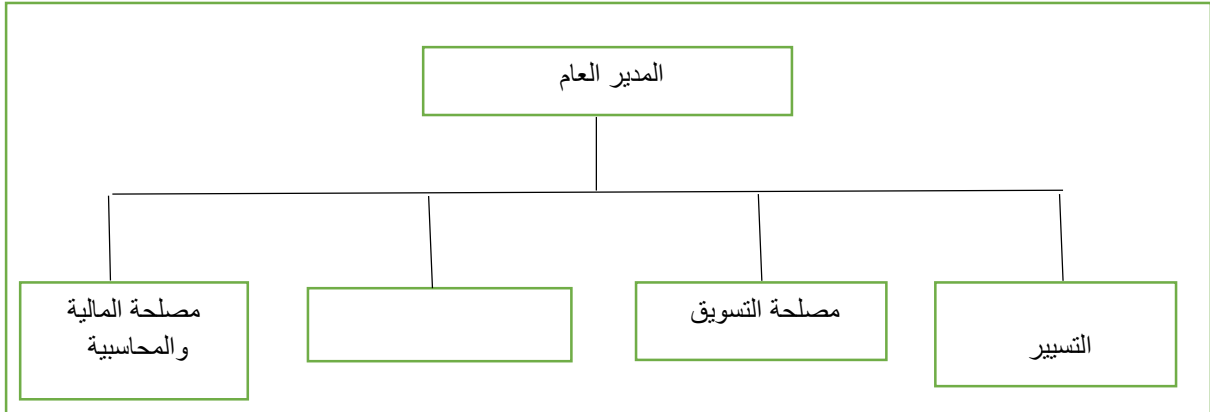 المدير العام
التسيير
مصلحة التسويق
مصلحة المالية
والمحاسبية